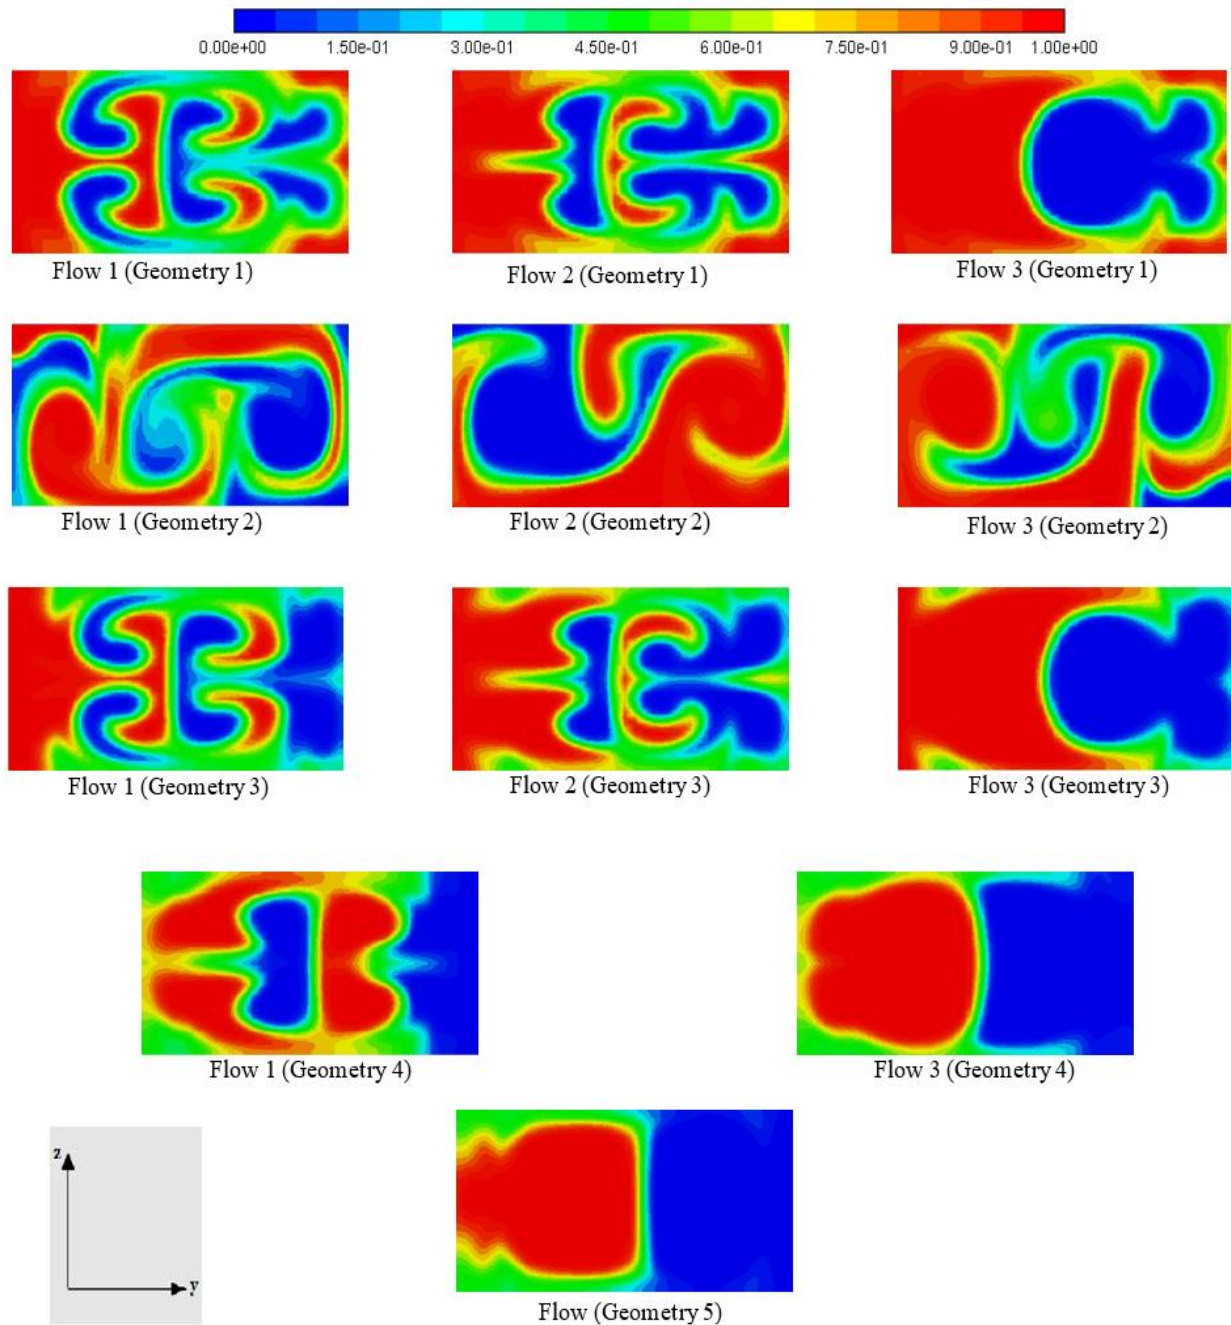 0.00e+00 1.50e-01 3.00e-01 4.50e-01 6.00e-01 7.50e-01 9.00e-01 1.00e+00
Flow 1 (Geometry 1) Flow 2 (Geometry 1) Flow 3 (Geometry 1)
Flow 1 (Geometry 2) Flow 2 (Geometry 2) Flow 3 (Geometry 2)
Flow 1 (Geometry 3) Flow 2 (Geometry 3) Flow 3 (Geometry 3)
Flow 1 (Geometry 4) Flow 3 (Geometry 4)
z
y
Flow (Geometry 5)